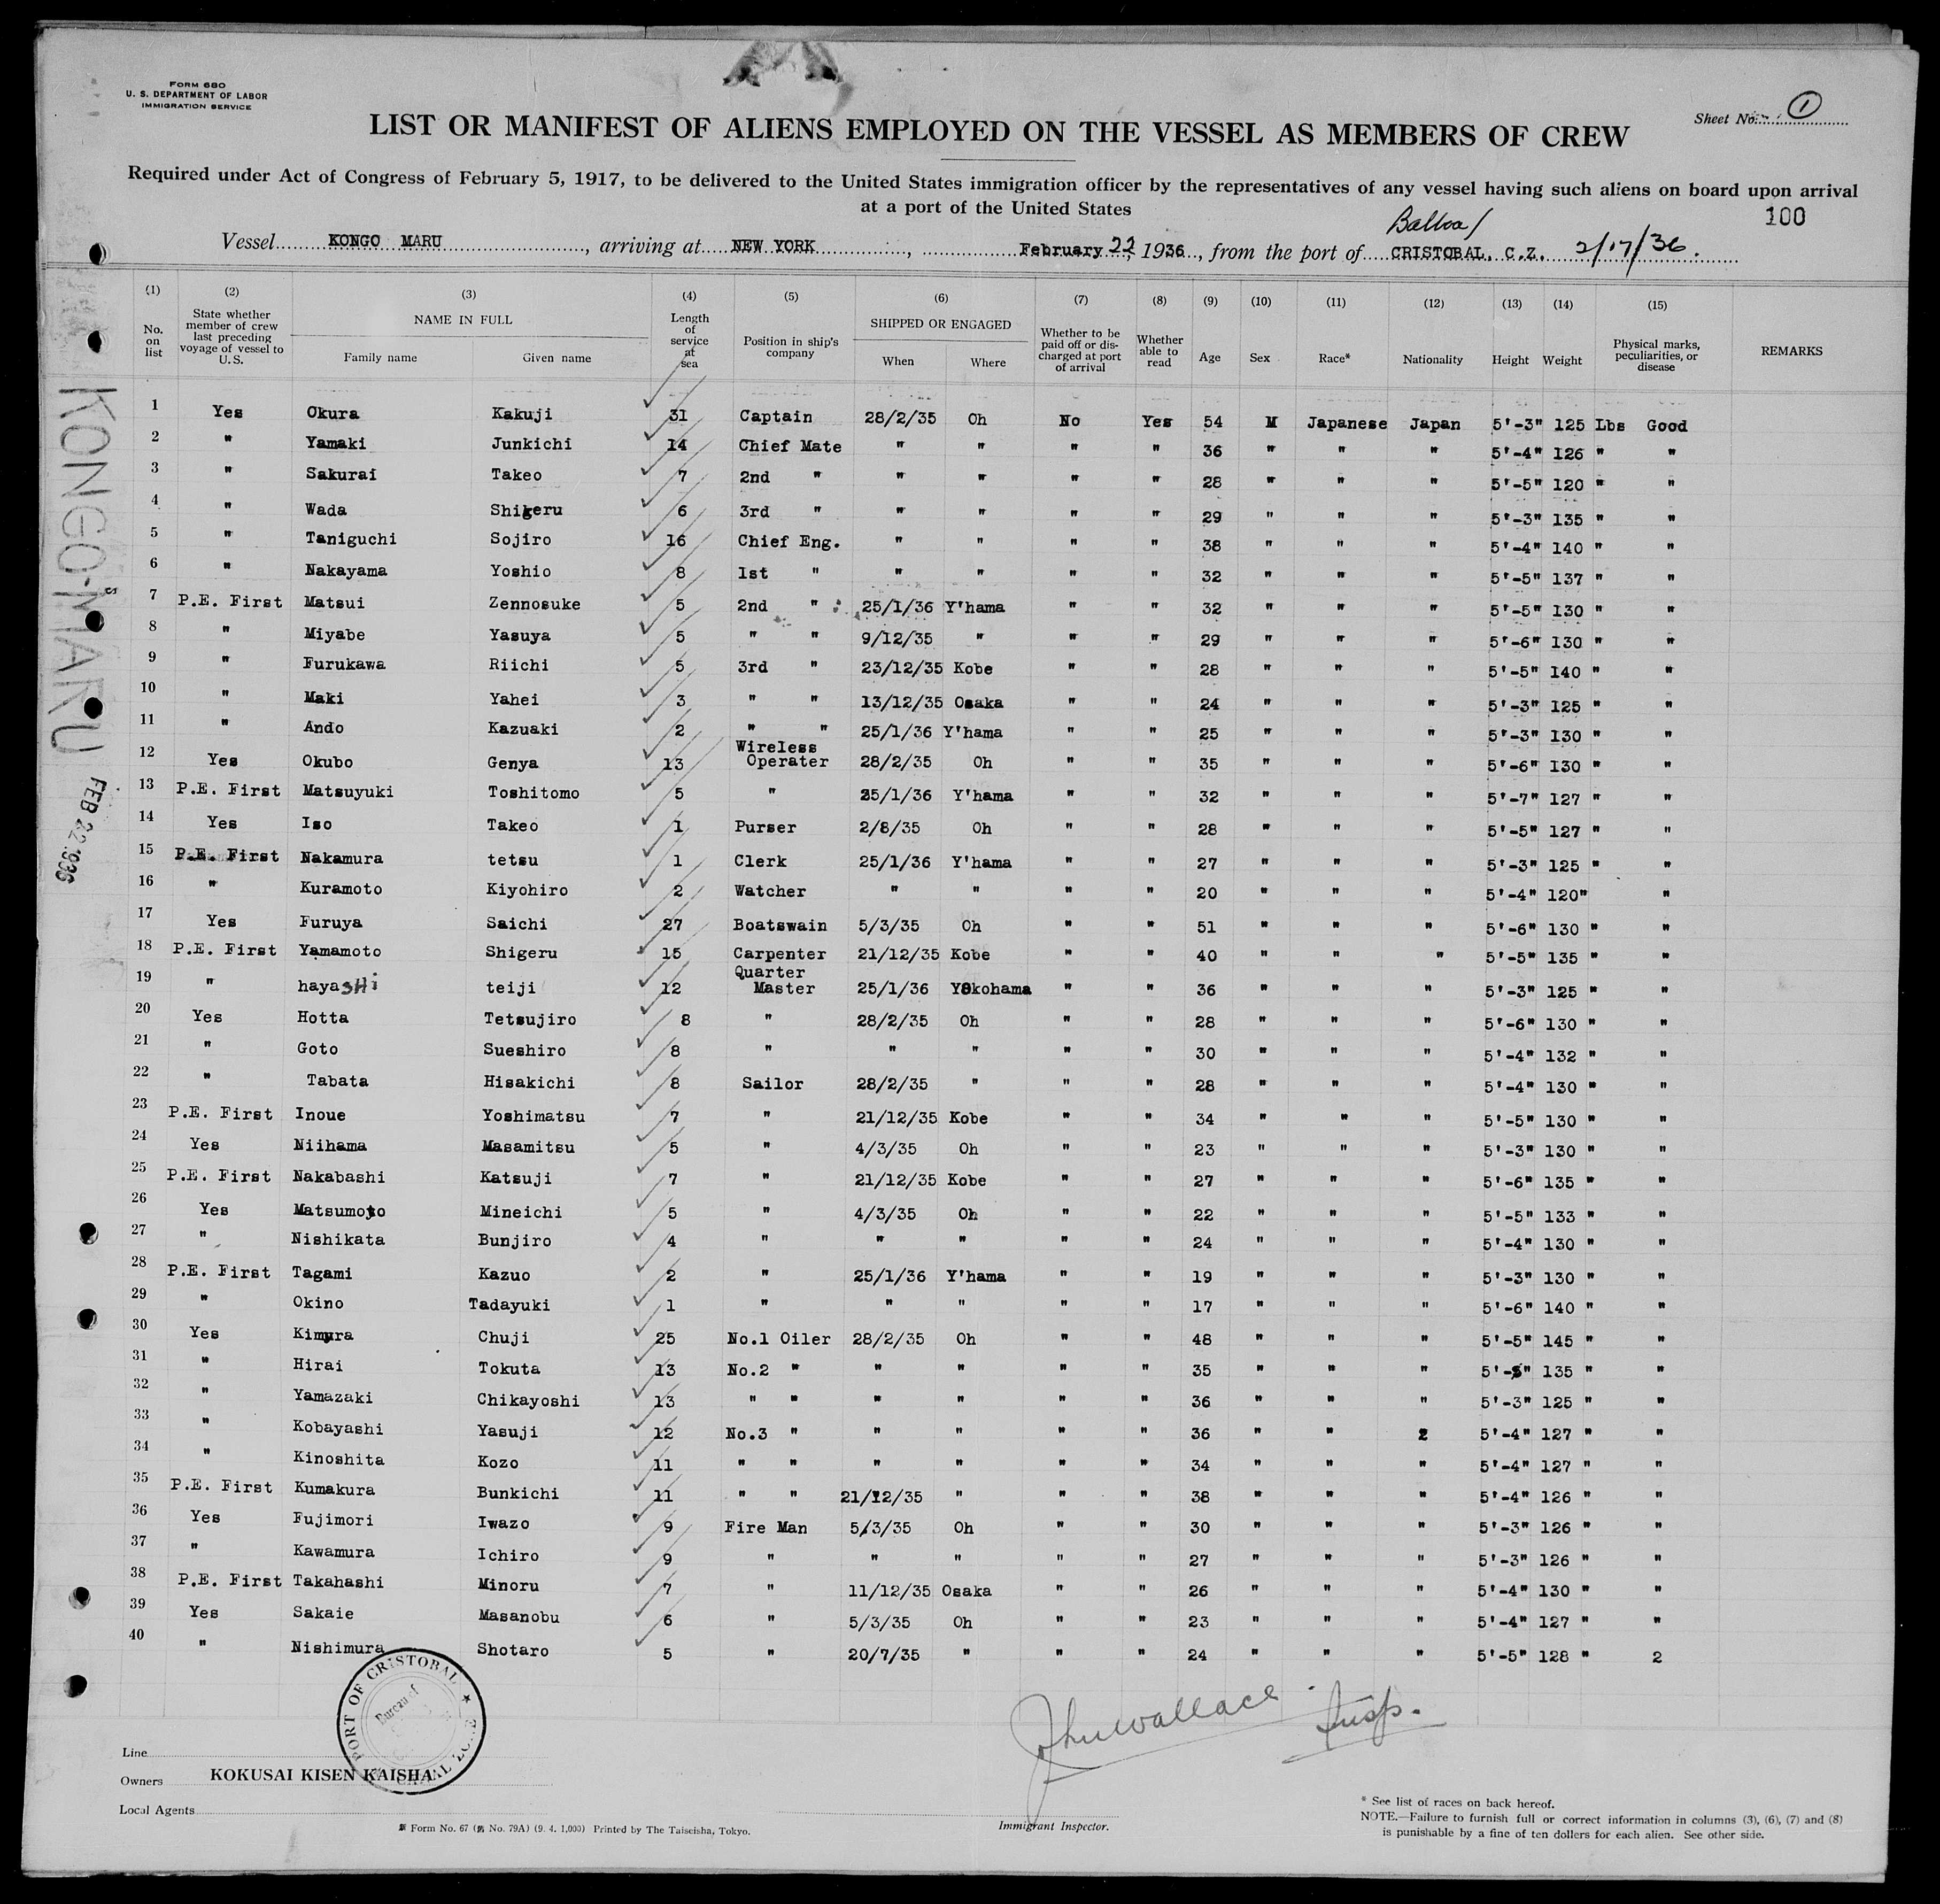 FORM 680
U. S. DEPARTMENT OF LABOR
IMMIGRATION SERVICE
Sheet No. 1
LIST OR MANIFEST OF ALIENS EMPLOYED ON THE VESSEL AS MEMBERS OF CREW
Required under Act of Congress of February 5, 1917, to be delivered to the United States immigration officer by the representatives of any vessel having such aliens on board upon arrival
at a port of the United States
100
Balboa/
Vessel KONGO MARU, arriving at NEW YORK, February 22, 1936, from the port of CRISTOBAL, C.Z. 2/17/36.
(1) (2) (3) (4) (5) (6) (7) (8) (9) (10) (11) (12) (13) (14) (15)
No. on list State whether member of crew last preceding voyage of vessel to U.S. NAME IN FULL Family name Given name Length of service at sea Position in ship's company SHIPPED OR ENGAGED When Where Whether to be paid off or discharged at port of arrival Whether able to read Age Sex Race* Nationality Height Weight Physical marks, peculiarities, or disease REMARKS
1 Yes Okura Kakuji 31 Captain 28/2/35 Oh No Yes 54 M Japanese Japan 5'-3" 125 Lbs Good
2 " Yamaki Junkichi 14 Chief Mate " " " " 36 " " " 5'-4" 126 " "
3 " Sakurai Takeo 7 2nd " " " " " 28 " " " 5'-5" 120 " "
4 " Wada Shigeru 6 3rd " " " " " 29 " " " 5'-3" 135 " "
5 " Taniguchi Sojiro 16 Chief Eng. " " " " 38 " " " 5'-4" 140 " "
6 " Nakayama Yoshio 8 1st " " " " " 32 " " " 5'-5" 137 " "
7 P.E. First Matsui Zennosuke 5 2nd " 25/1/36 Y'hama " " 32 " " " 5'-5" 130 " "
8 " Miyabe Yasuya 5 " " 9/12/35 " " " 29 " " " 5'-6" 130 " "
9 " Furukawa Riichi 5 3rd " 23/12/35 Kobe " " 28 " " " 5'-5" 140 " "
10 " Maki Yahei 3 " " 13/12/35 Osaka " " 24 " " " 5'-3" 125 " "
11 " Ando Kazuaki 2 " " 25/1/36 Y'hama " " 25 " " " 5'-3" 130 " "
12 Yes Okubo Genya 13 Wireless Operater 28/2/35 Oh " " 35 " " " 5'-6" 130 " "
13 P.E. First Matsuyuki Toshitomo 5 " 25/1/36 Y'hama " " 32 " " " 5'-7" 127 " "
14 Yes Iso Takeo 1 Purser 2/8/35 Oh " " 28 " " " 5'-5" 127 " "
15 P.E. First Nakamura tetsu 1 Clerk 25/1/36 Y'hama " " 27 " " " 5'-3" 125 " "
16 " Kuramoto Kiyohiro 2 Watcher " " " " 20 " " " 5'-4" 120" "
17 Yes Furuya Saichi 27 Boatswain 5/3/35 Oh " " 51 " " " 5'-6" 130 " "
18 P.E. First Yamamoto Shigeru 15 Carpenter 21/12/35 Kobe " " 40 " " " 5'-5" 135 " "
19 " hayashi teiji 12 Quarter Master 25/1/36 Yokohama " " 36 " " " 5'-3" 125 " "
20 Yes Hotta Tetsujiro 8 " 28/2/35 Oh " " 28 " " " 5'-6" 130 " "
21 " Goto Sueshiro 8 " " " " " 30 " " " 5'-4" 132 " "
22 " Tabata Hisakichi 8 Sailor 28/2/35 " " " 28 " " " 5'-4" 130 " "
23 P.E. First Inoue Yoshimatsu 7 " 21/12/35 Kobe " " 34 " " " 5'-5" 130 " "
24 Yes Niihama Masamitsu 5 " 4/3/35 Oh " " 23 " " " 5'-3" 130 " "
25 P.E. First Nakabashi Katsuji 7 " 21/12/35 Kobe " " 27 " " " 5'-6" 135 " "
26 Yes Matsumoto Mineichi 5 " 4/3/35 Oh " " 22 " " " 5'-5" 133 " "
27 " Nishikata Bunjiro 4 " " " " " 24 " " " 5'-4" 130 " "
28 P.E. First Tagami Kazuo 2 " 25/1/36 Y'hama " " 19 " " " 5'-3" 130 " "
29 " Okino Tadayuki 1 " " " " " 17 " " " 5'-6" 140 " "
30 Yes Kimura Chuji 25 No.1 Oiler 28/2/35 Oh " " 48 " " " 5'-5" 145 " "
31 " Hirai Tokuta 13 No.2 " " " " " 35 " " " 5'-5" 135 " "
32 " Yamazaki Chikayoshi 13 " " " " " " 36 " " " 5'-3" 125 " "
33 " Kobayashi Yasuji 12 No.3 " " " " " 36 " " 2 5'-4" 127 " "
34 " Kinoshita Kozo 11 " " " " " " 34 " " " 5'-4" 127 " "
35 P.E. First Kumakura Bunkichi 11 " " 21/12/35 " " " 38 " " " 5'-4" 126 " "
36 Yes Fujimori Iwazo 9 Fire Man 5/3/35 Oh " " 30 " " " 5'-3" 126 " "
37 " Kawamura Ichiro 9 " " " " " 27 " " " 5'-3" 126 " "
38 P.E. First Takahashi Minoru 7 " 11/12/35 Osaka " " 26 " " " 5'-4" 130 " "
39 Yes Sakaie Masanobu 6 " 5/3/35 Oh " " 23 " " " 5'-4" 127 " "
40 " Nishimura Shotaro 5 " 20/7/35 " " " 24 " " " 5'-5" 128 " 2
KONGO-MARU
S
FEB 22 1936
PORT OF CRISTOBAL
Bureau of
CANAL ZONE
Jhn Wallace Insp.
Line
Owners KOKUSAI KISEN KAISHA
Local Agents
Immigrant Inspector.
Form No. 67 ( No. 79A) (9. 4. 1,000) Printed by The Taiseisha, Tokyo.
* See list of races on back hereof.
NOTE.—Failure to furnish full or correct information in columns (3), (6), (7) and (8)
is punishable by a fine of ten dollars for each alien. See other side.